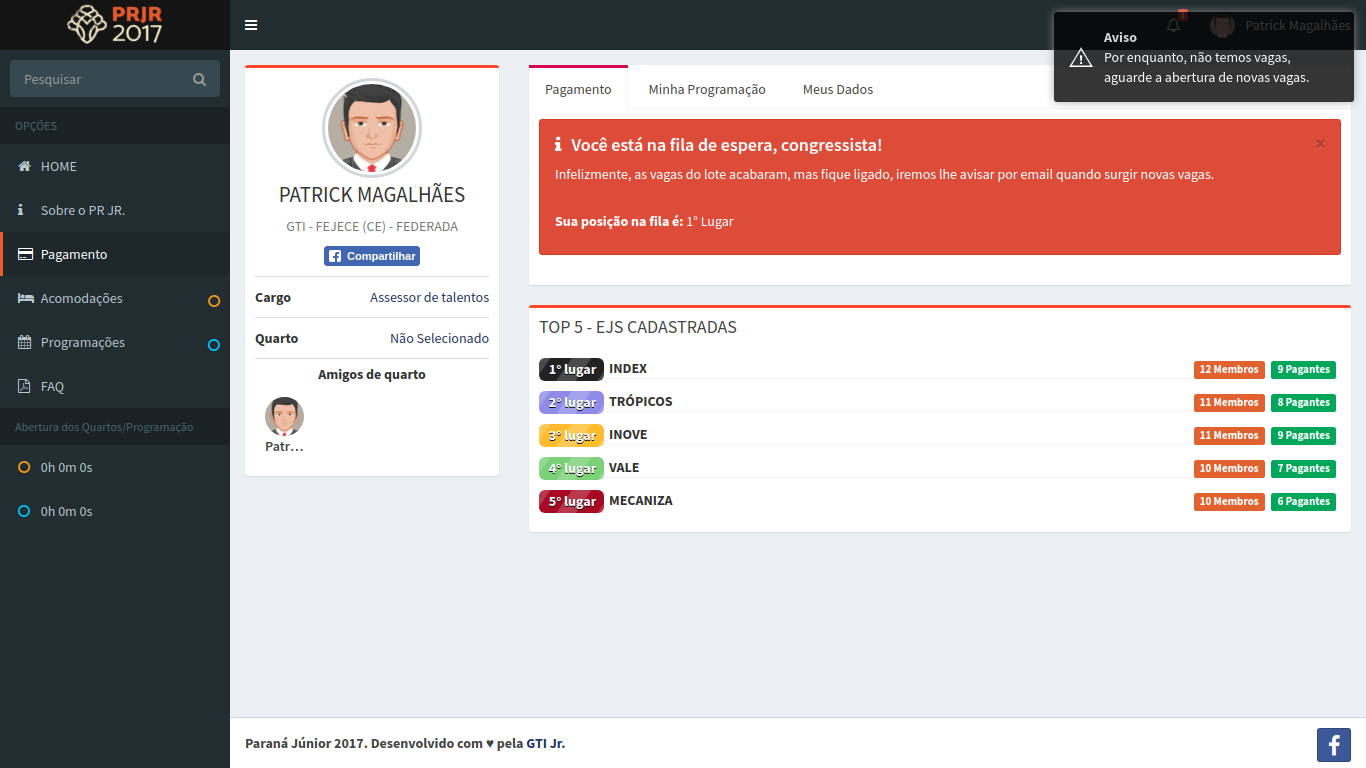 PRJR
2017
Pesquisar
OPÇÕES
HOME
Sobre o PR JR.
Pagamento
Acomodações
Programações
FAQ
Abertura dos Quartos/Programação
0h 0m 0s
0h 0m 0s
1
Patrick Magalhães
Aviso
Por enquanto, não temos vagas,
aguarde a abertura de novas vagas.
PATRICK MAGALHÃES
GTI - FEJECE (CE) - FEDERADA
Compartilhar
Cargo Assessor de talentos
Quarto Não Selecionado
Amigos de quarto
Patr…
Pagamento Minha Programação Meus Dados
Você está na fila de espera, congressista! ×
Infelizmente, as vagas do lote acabaram, mas fique ligado, iremos lhe avisar por email quando surgir novas vagas.
Sua posição na fila é: 1° Lugar
TOP 5 - EJS CADASTRADAS
1° lugar INDEX 12 Membros 9 Pagantes
2° lugar TRÓPICOS 11 Membros 8 Pagantes
3° lugar INOVE 11 Membros 9 Pagantes
4° lugar VALE 10 Membros 7 Pagantes
5° lugar MECANIZA 10 Membros 6 Pagantes
Paraná Júnior 2017. Desenvolvido com ♥ pela GTI Jr.